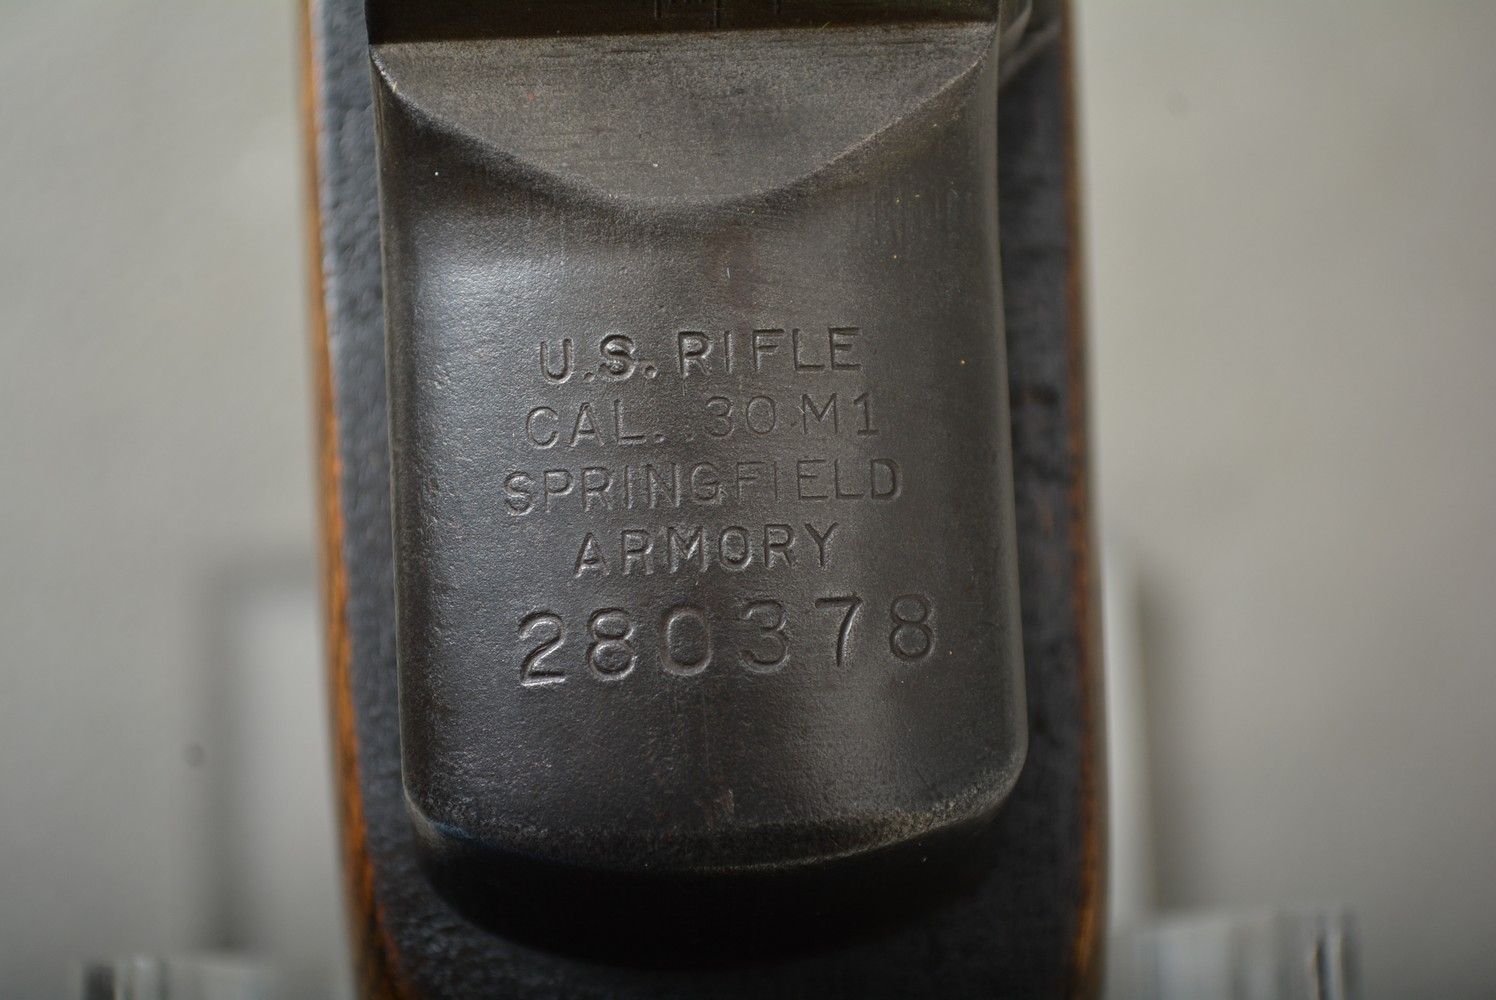 U.S. RIFLE
CAL. .30 M1
SPRINGFIELD
ARMORY
280378